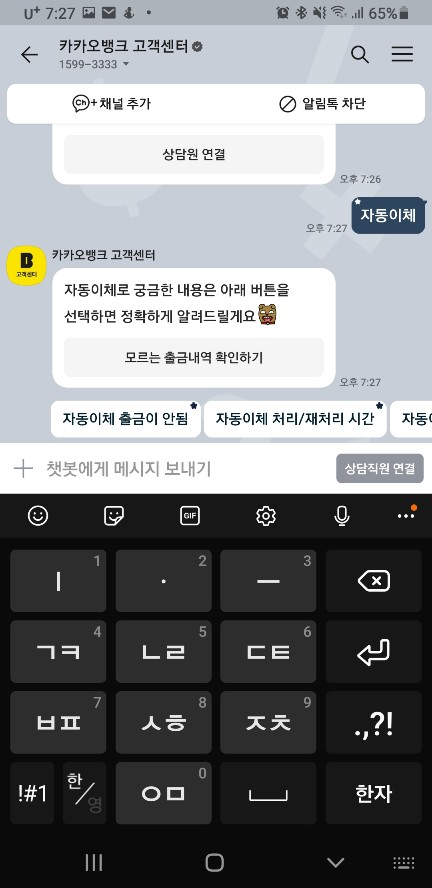 U+ 7:27 65%
카카오뱅크 고객센터
1599-3333
Ch+ 채널 추가 알림톡 차단
상담원 연결
오후 7:26
자동이체
오후 7:27
B
고객센터
카카오뱅크 고객센터
자동이체로 궁금한 내용은 아래 버튼을
선택하면 정확하게 알려드릴게요
모르는 출금내역 확인하기
오후 7:27
자동이체 출금이 안됨 자동이체 처리/재처리 시간 자동
챗봇에게 메시지 보내기 상담직원 연결
GIF
ㅣ 1 · 2 ㅡ 3
ㄱㅋ 4 ㄴㄹ 5 ㄷㅌ 6
ㅂㅍ 7 ㅅㅎ 8 ㅈㅊ 9 .,?!
!#1 한/영 ㅇㅁ 0 한자